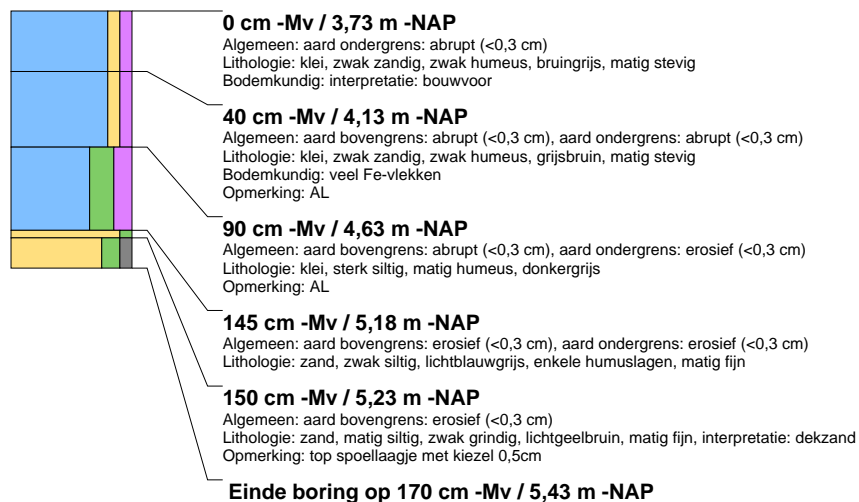 0 cm -Mv / 3,73 m -NAP
Algemeen: aard ondergrens: abrupt (<0,3 cm)
Lithologie: klei, zwak zandig, zwak humeus, bruingrijs, matig stevig
Bodemkundig: interpretatie: bouwvoor
40 cm -Mv / 4,13 m -NAP
Algemeen: aard bovengrens: abrupt (<0,3 cm), aard ondergrens: abrupt (<0,3 cm)
Lithologie: klei, zwak zandig, zwak humeus, grijsbruin, matig stevig
Bodemkundig: veel Fe-vlekken
Opmerking: AL
90 cm -Mv / 4,63 m -NAP
Algemeen: aard bovengrens: abrupt (<0,3 cm), aard ondergrens: erosief (<0,3 cm)
Lithologie: klei, sterk siltig, matig humeus, donkergrijs
Opmerking: AL
145 cm -Mv / 5,18 m -NAP
Algemeen: aard bovengrens: erosief (<0,3 cm), aard ondergrens: erosief (<0,3 cm)
Lithologie: zand, zwak siltig, lichtblauwgrijs, enkele humuslagen, matig fijn
150 cm -Mv / 5,23 m -NAP
Algemeen: aard bovengrens: erosief (<0,3 cm)
Lithologie: zand, matig siltig, zwak grindig, lichtgeelbruin, matig fijn, interpretatie: dekzand
Opmerking: top spoellaagje met kiezel 0,5cm
Einde boring op 170 cm -Mv / 5,43 m -NAP